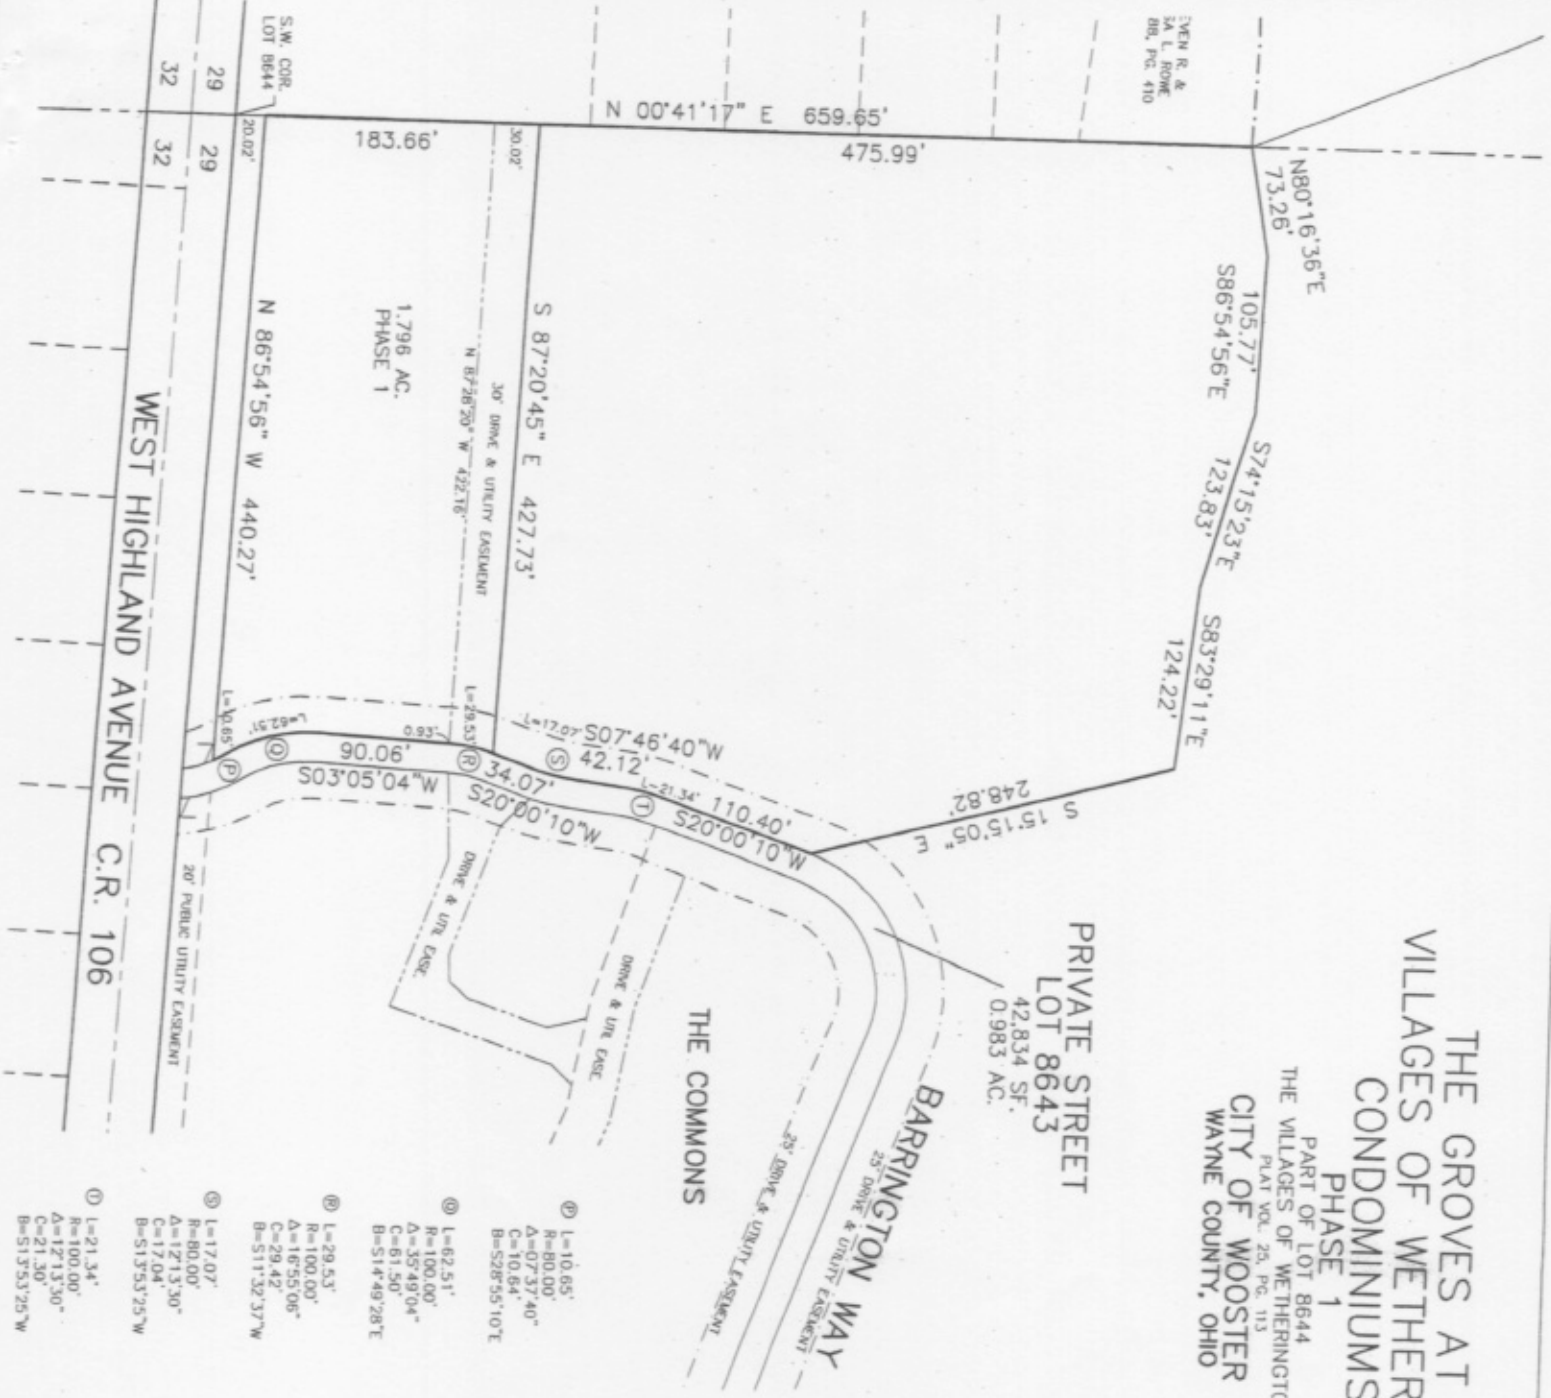 THE GROVES AT
VILLAGES OF WETHER
CONDOMINIUMS
PHASE 1
PART OF LOT 8644
THE VILLAGES OF WETHERINGTO
PLAT VOL. 25, PG. 113
CITY OF WOOSTER
WAYNE COUNTY, OHIO
VEN R. &
SA L. ROWE
88, PG. 410
N80°16'36"E
73.26'
105.77'
S86°54'56"E
S74°15'23"E
123.83'
S83°29'11"E
124.22'
S 15°15'05" E
248.82'
N 00°41'17" E 659.65'
475.99'
183.66'
30.02'
20.02'
S.W. COR.
LOT 8644
29
32
29
32
S 87°20'45" E 427.73'
30' DRIVE & UTILITY EASEMENT
N 87°28'20" W 422.16'
1.796 AC.
PHASE 1
N 86°54'56" W 440.27'
WEST HIGHLAND AVENUE C.R. 106
20' PUBLIC UTILITY EASEMENT
L=10.65'
P
L=62.51'
Q
90.06'
S03°05'04"W
0.93'
L=29.53'
R
34.07'
S20°00'10"W
L=17.07'
S
S07°46'40"W
42.12'
L=21.34'
T
110.40'
S20°00'10"W
PRIVATE STREET
LOT 8643
42,834 SF.
0.983 AC.
BARRINGTON WAY
25' DRIVE & UTILITY EASEMENT
25' DRIVE & UTILITY EASEMENT
THE COMMONS
DRIVE & UTIL EASE.
DRIVE & UTIL EASE.
P L=10.65'
R=80.00'
Δ=07°37'40"
C=10.64'
B=S28°55'10"E
Q L=62.51'
R=100.00'
Δ=35°49'04"
C=61.50'
B=S14°49'28"E
R L=29.53'
R=100.00'
Δ=16°55'06"
C=29.42'
B=S11°32'37"W
S L=17.07'
R=80.00'
Δ=12°13'30"
C=17.04'
B=S13°53'25"W
T L=21.34'
R=100.00'
Δ=12°13'30"
C=21.30'
B=S13°53'25"W